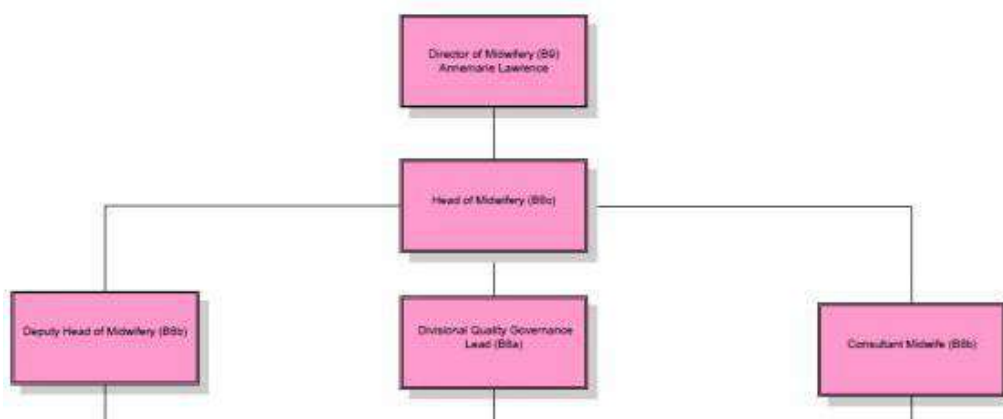 Director of Midwifery (B9)
Annemarie Lawrence
Head of Midwifery (B8c)
Deputy Head of Midwifery (B8b)
Divisional Quality Governance
Lead (B8a)
Consultant Midwife (B8b)